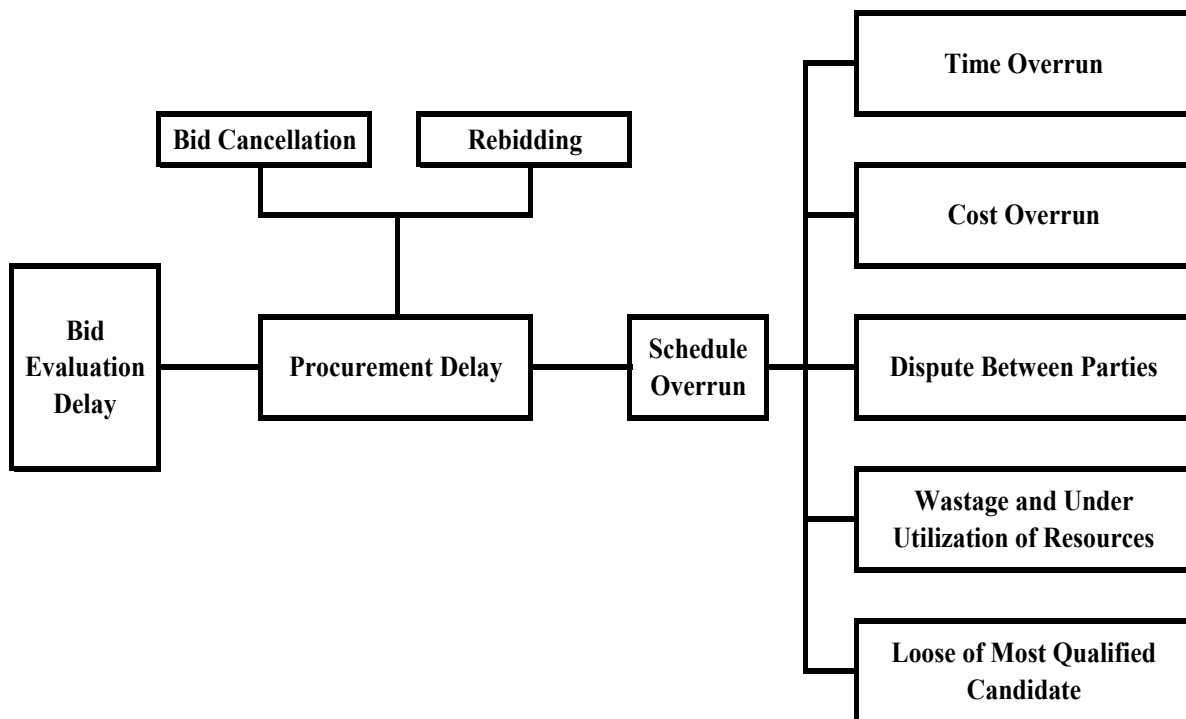 Time Overrun
Bid Cancellation
Rebidding
Cost Overrun
Bid
Evaluation
Delay
Procurement Delay
Schedule
Overrun
Dispute Between Parties
Wastage and Under
Utilization of Resources
Loose of Most Qualified
Candidate